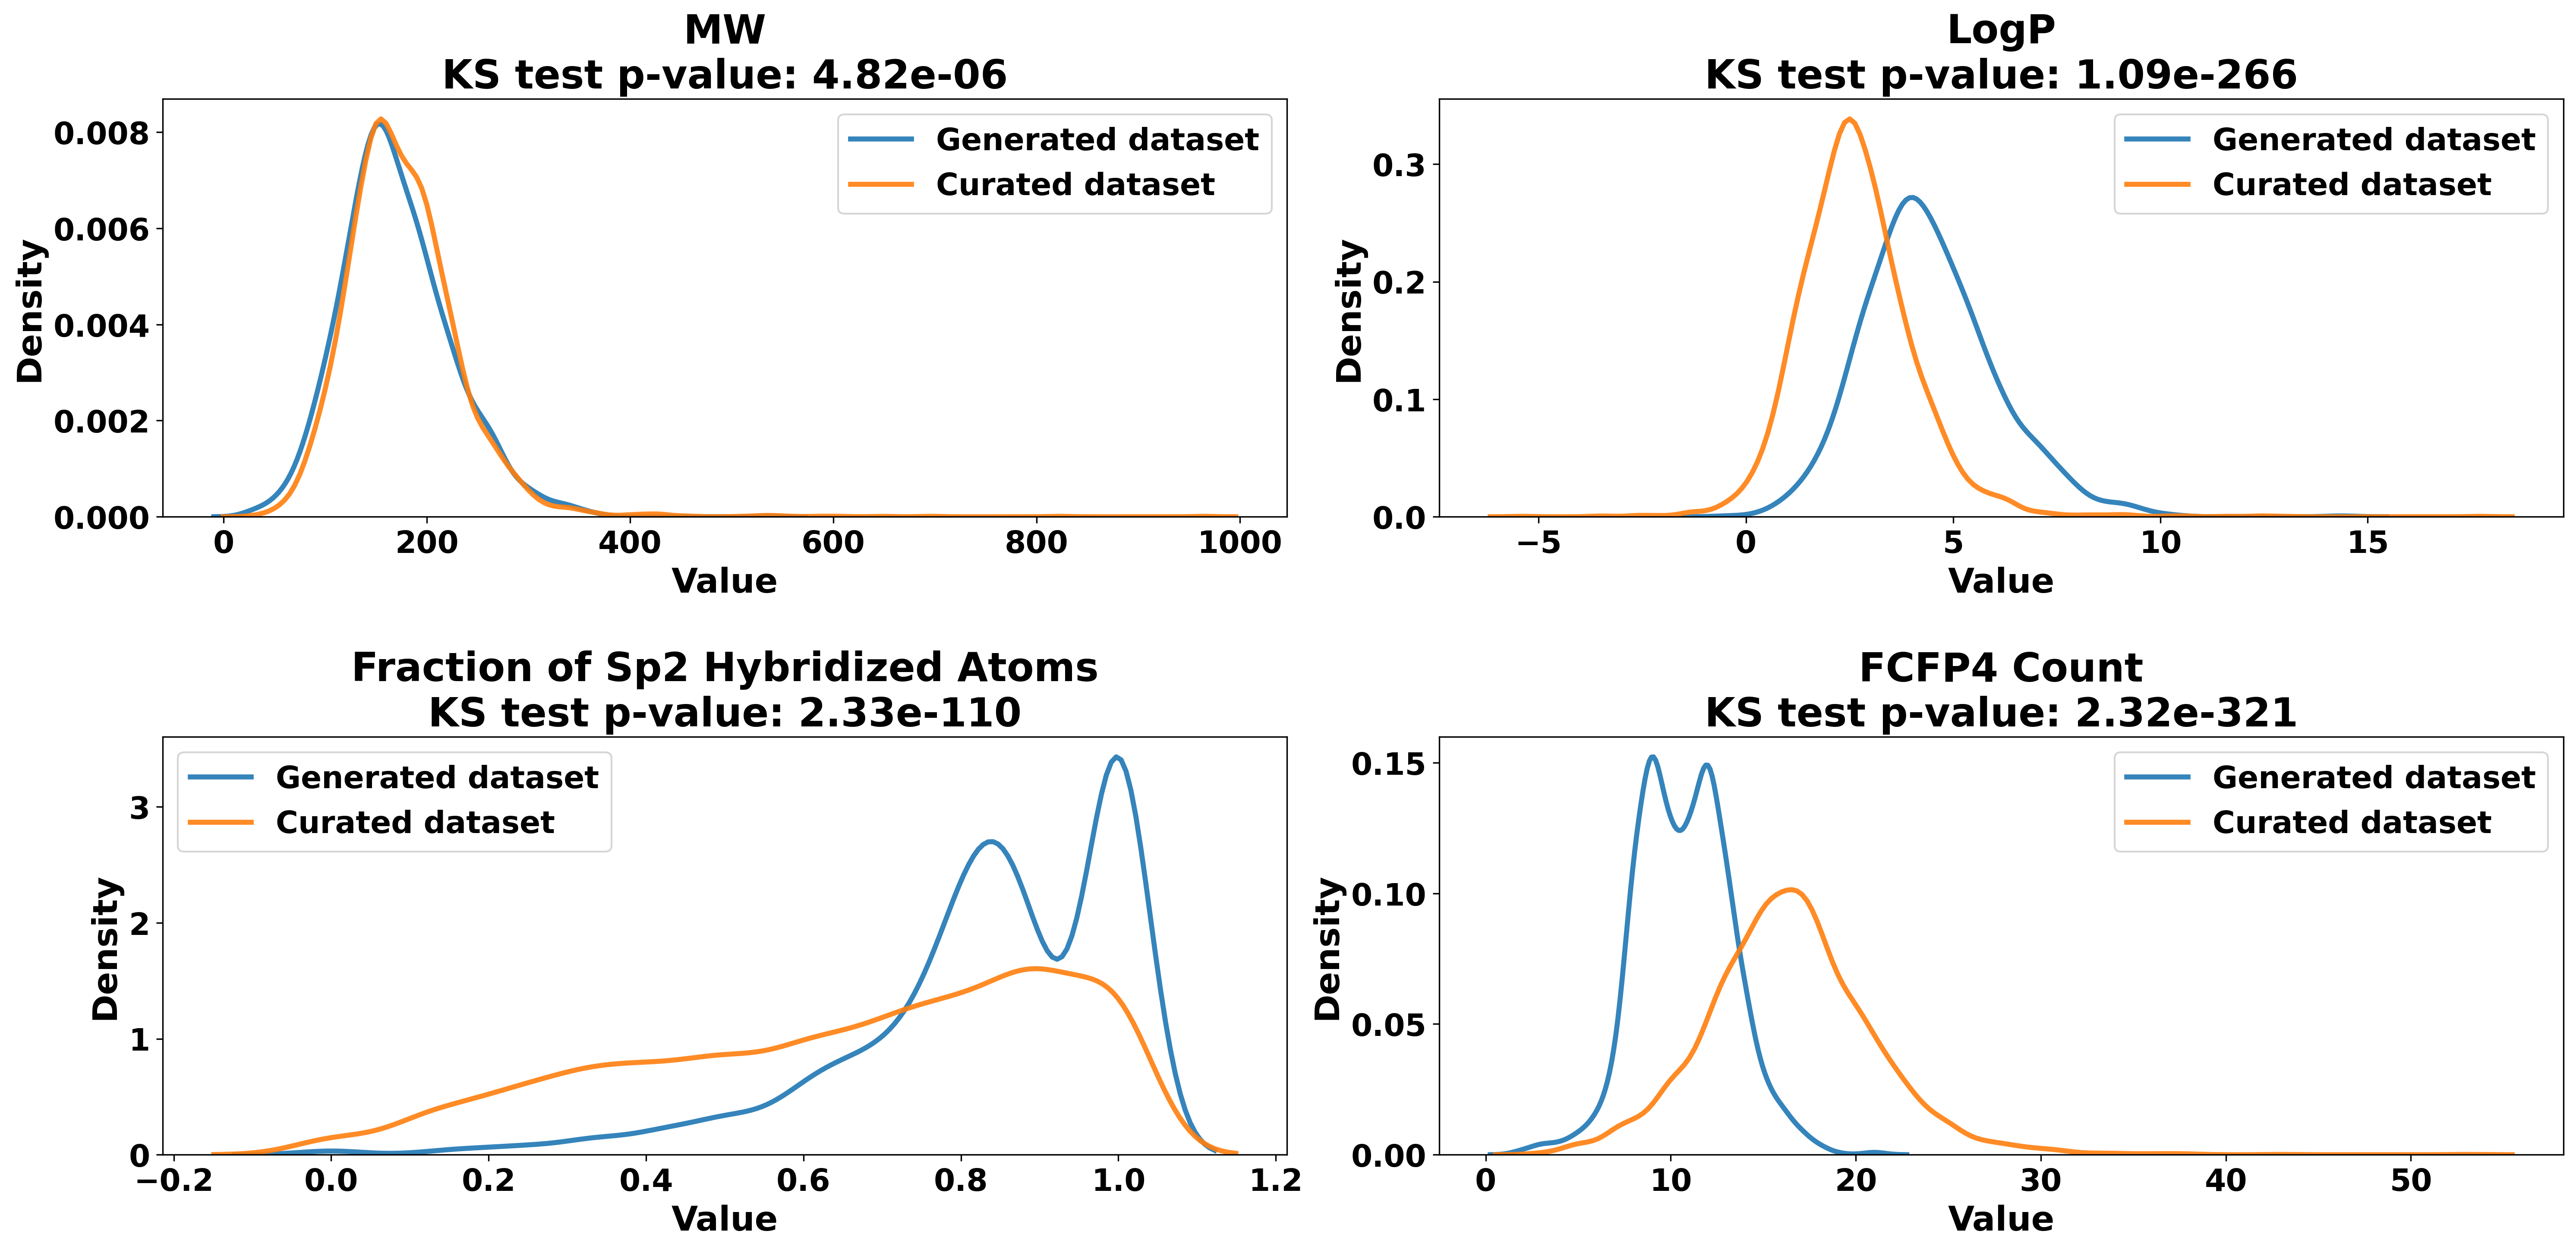 MW
KS test p-value: 4.82e-06
Generated dataset
Curated dataset
0.008
0.006
0.004
0.002
0.000
Density
0
200
400
600
800
1000
Value
LogP
KS test p-value: 1.09e-266
Generated dataset
Curated dataset
0.3
0.2
0.1
0.0
Density
−5
0
5
10
15
Value
Fraction of Sp2 Hybridized Atoms
KS test p-value: 2.33e-110
Generated dataset
Curated dataset
3
2
1
0
Density
−0.2
0.0
0.2
0.4
0.6
0.8
1.0
1.2
Value
FCFP4 Count
KS test p-value: 2.32e-321
Generated dataset
Curated dataset
0.15
0.10
0.05
0.00
Density
0
10
20
30
40
50
Value